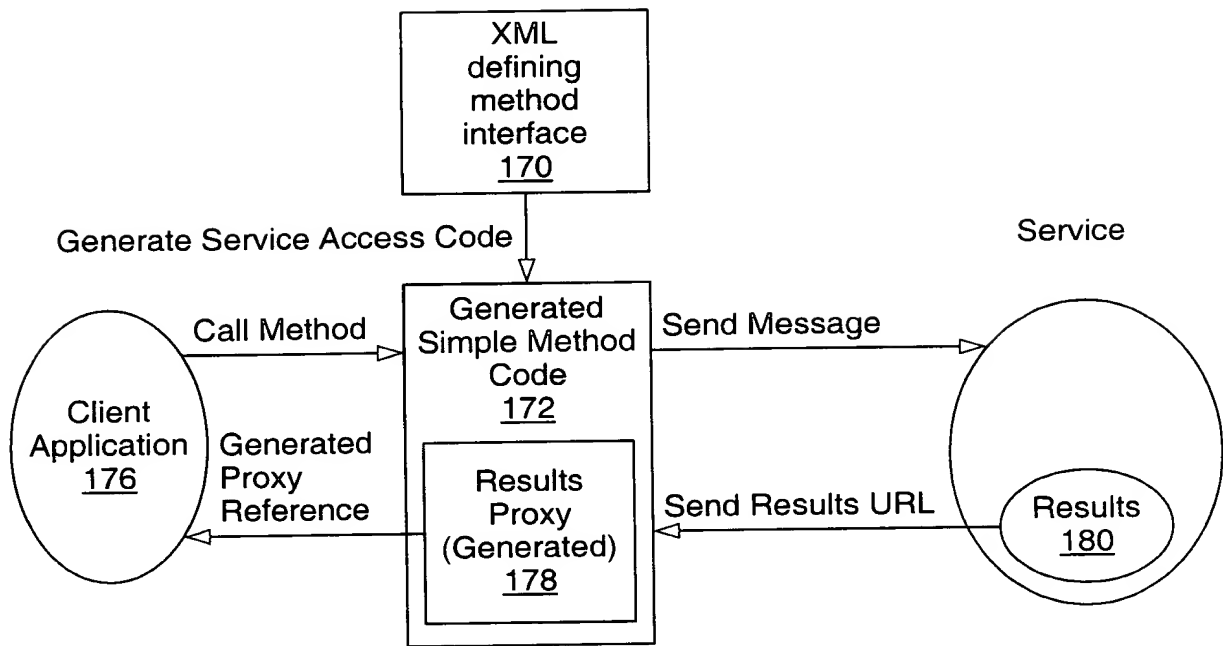 XML
defining
method
interface
170
Generate Service Access Code
Service
Call Method
Generated
Simple Method
Code
172
Send Message
Client
Application
176
Generated
Proxy
Reference
Results
Proxy
(Generated)
178
Send Results URL
Results
180